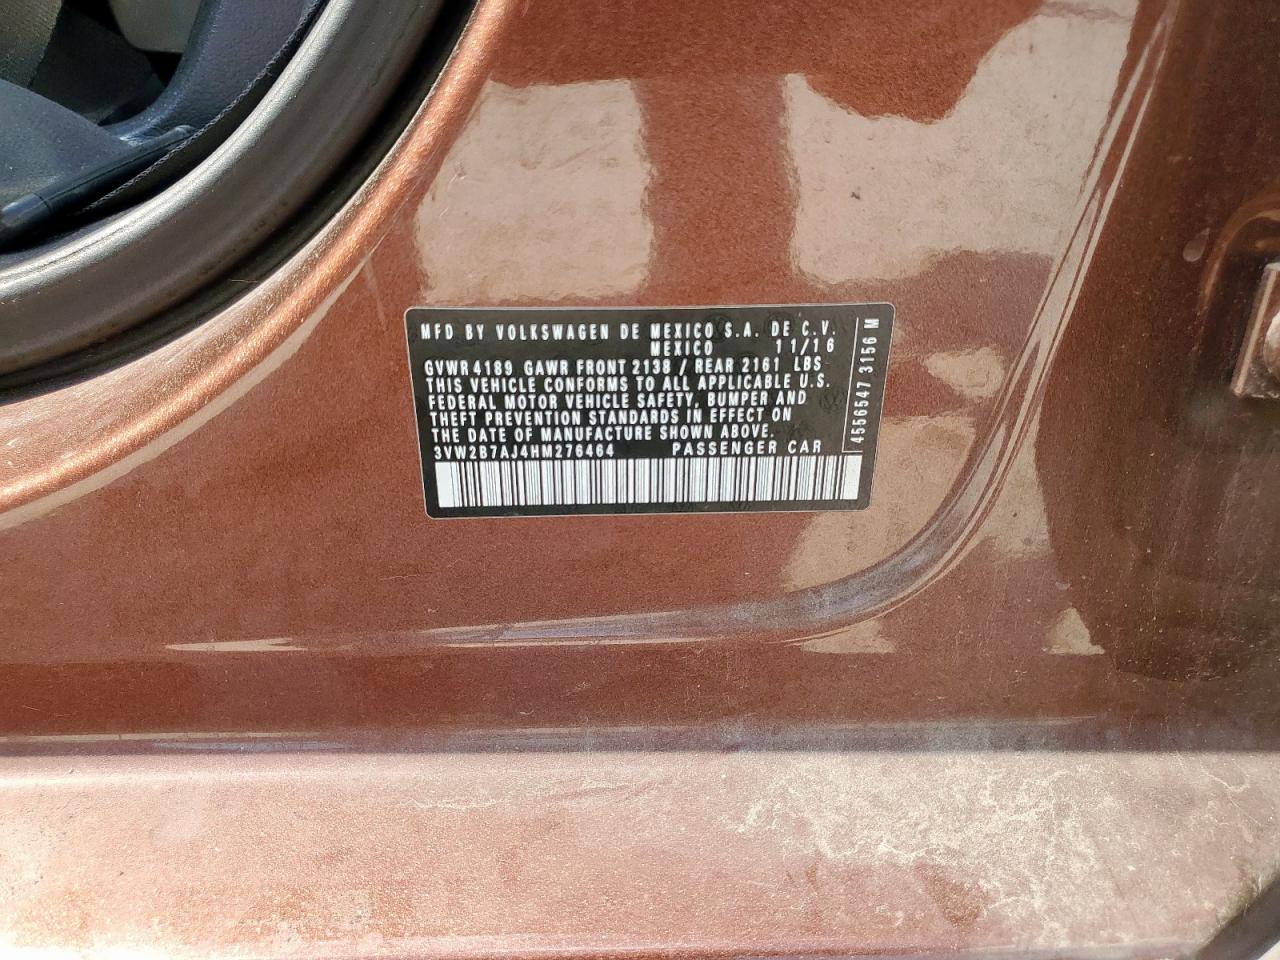 MFD BY VOLKSWAGEN DE MEXICO S.A. DE C.V.
MEXICO 11/16
GVWR 4189 GAWR FRONT 2138 / REAR 2161 LBS
THIS VEHICLE CONFORMS TO ALL APPLICABLE U.S.
FEDERAL MOTOR VEHICLE SAFETY, BUMPER AND
THEFT PREVENTION STANDARDS IN EFFECT ON
THE DATE OF MANUFACTURE SHOWN ABOVE.
3VW2B7AJ4HM276464 PASSENGER CAR
4556547 3156 M